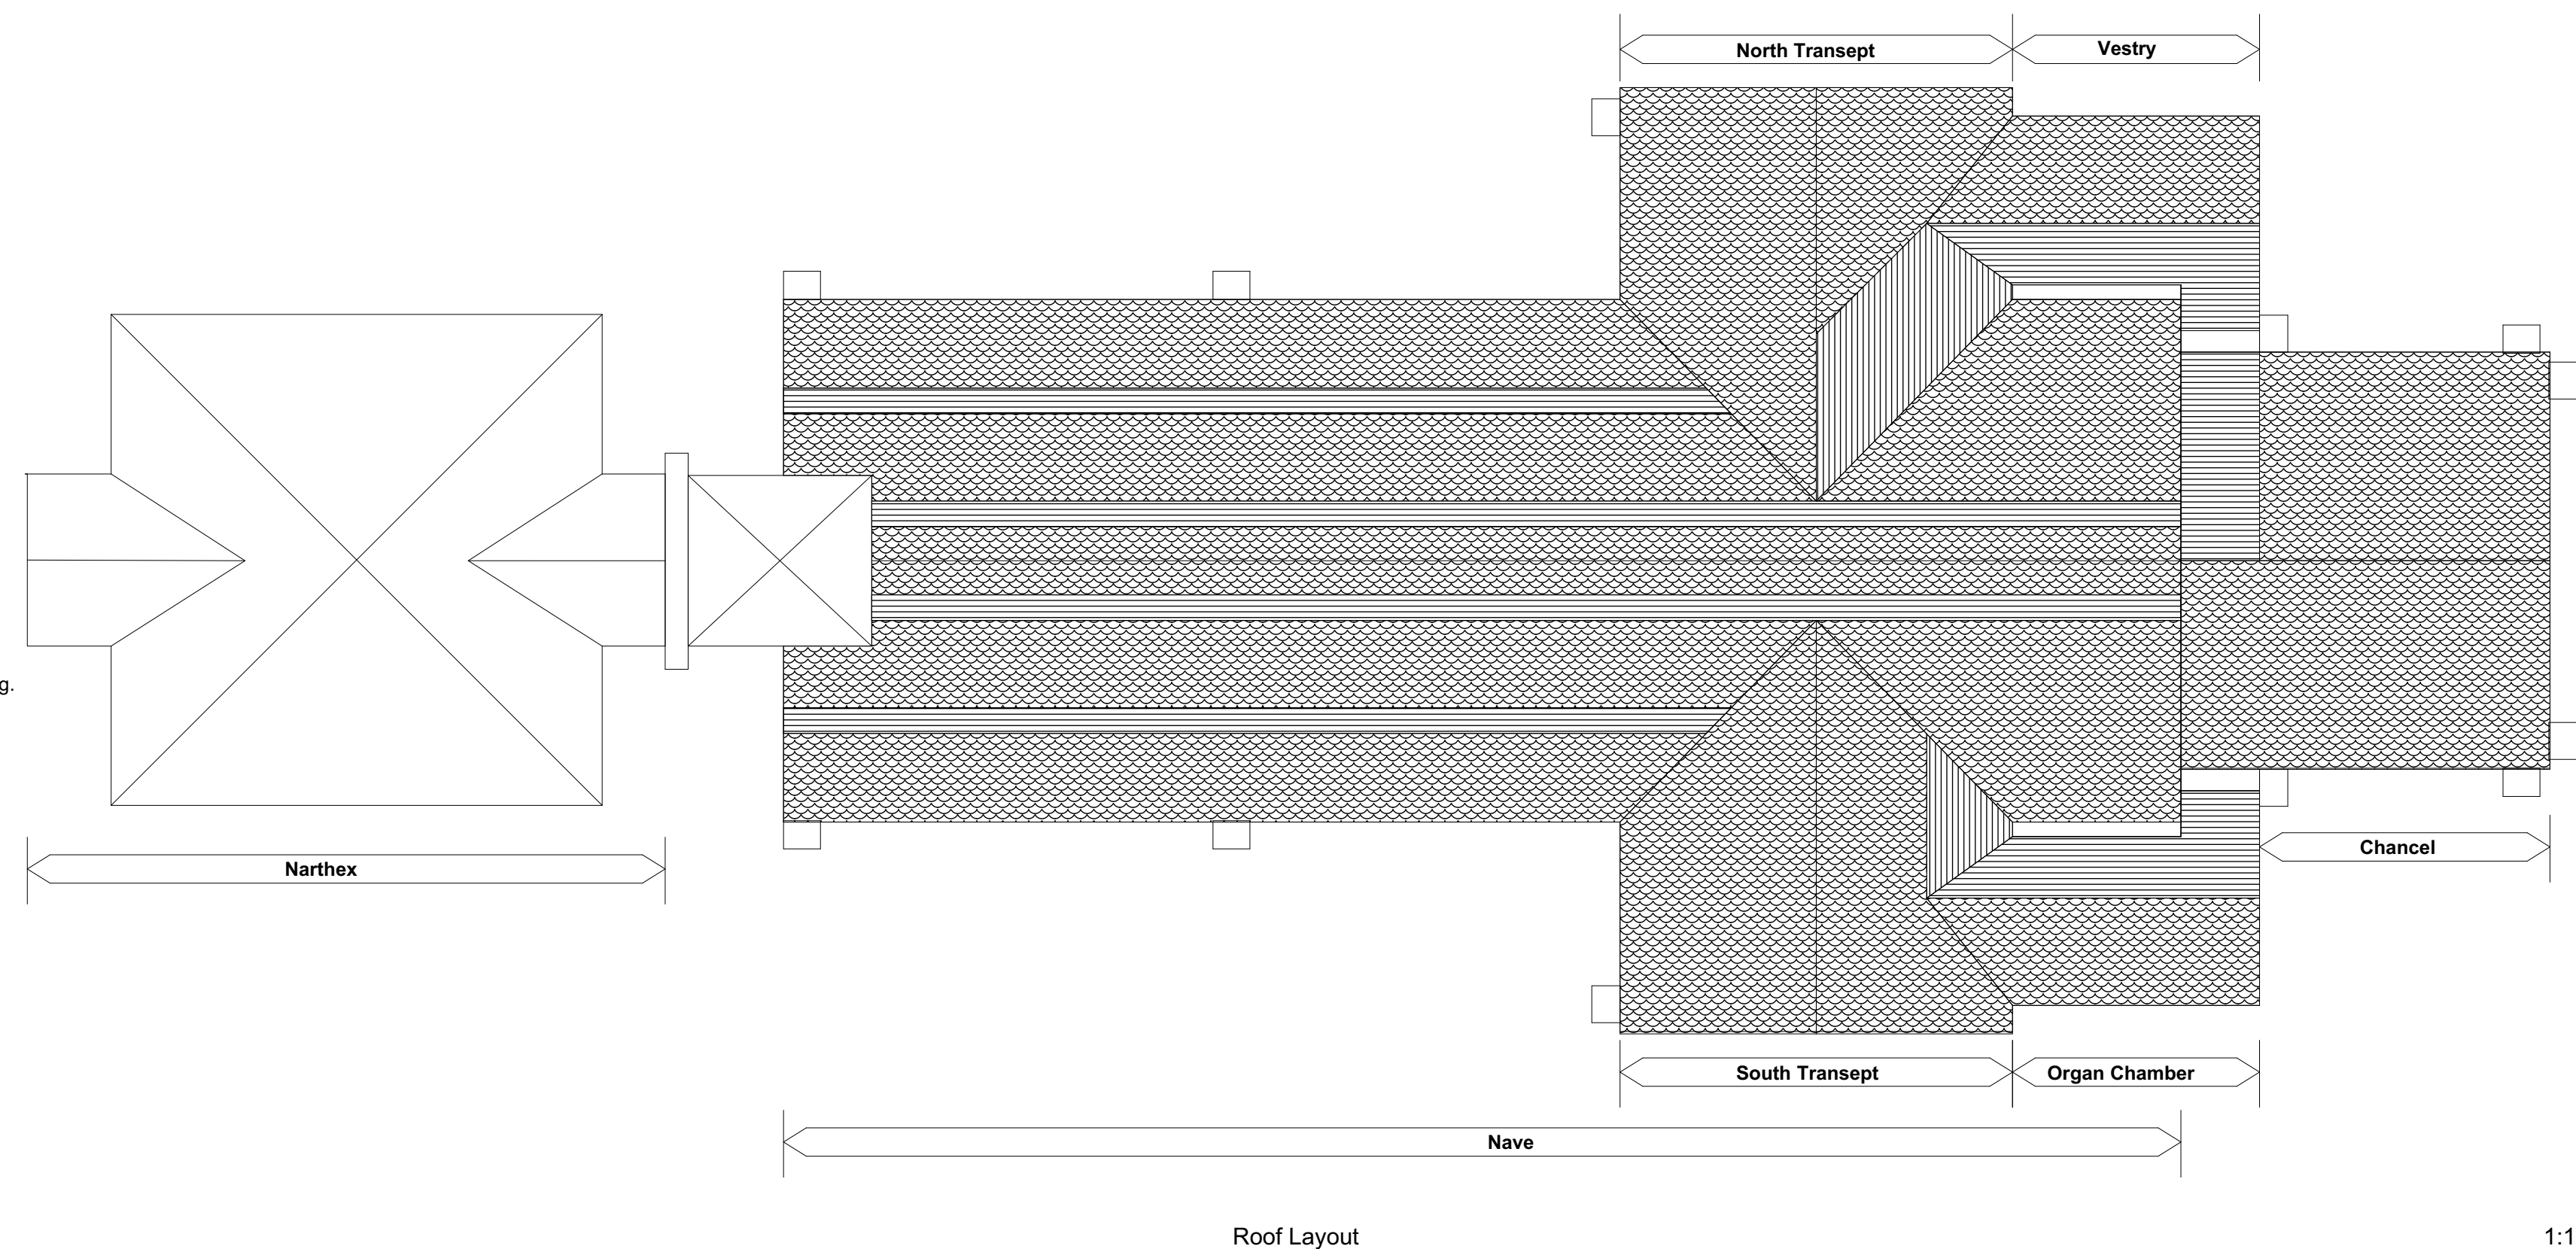 North Transept
Vestry
g.
Narthex
Chancel
South Transept
Organ Chamber
Nave
Roof Layout
1:1